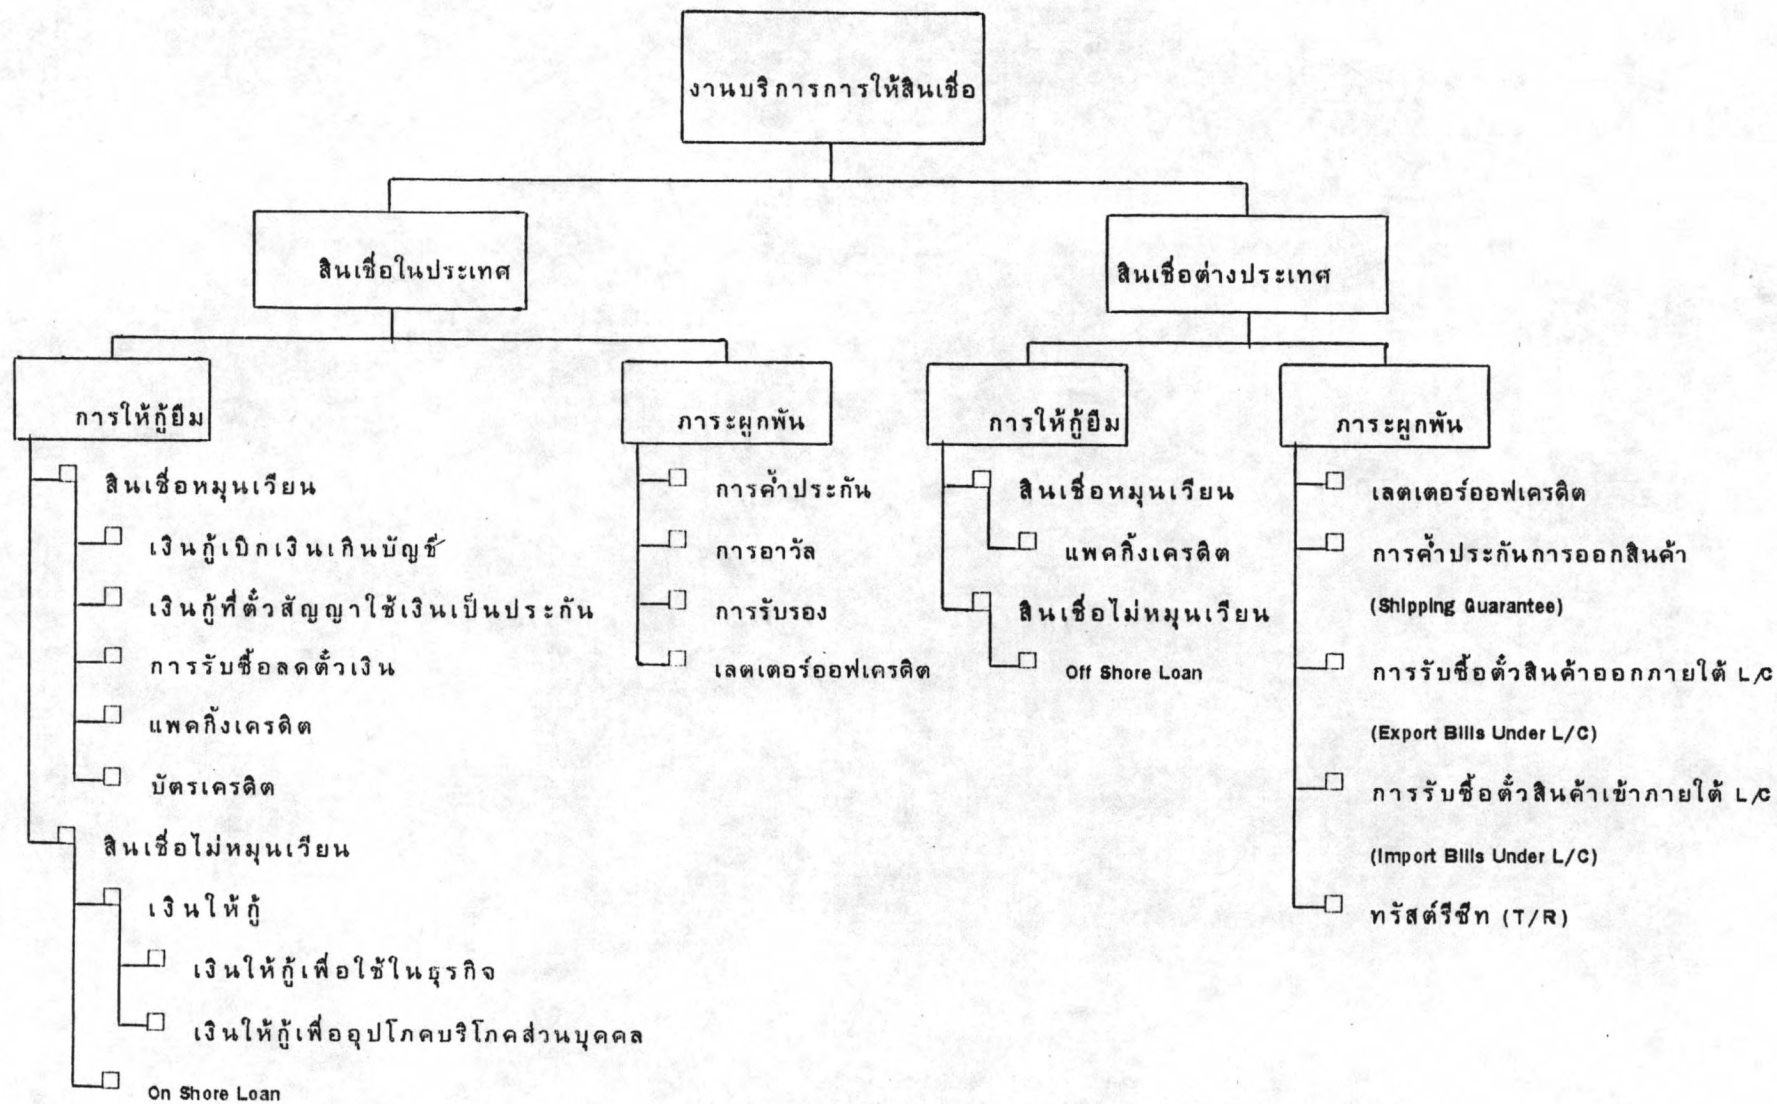 งานบริการการให้สินเชื่อ
สินเชื่อในประเทศ
สินเชื่อต่างประเทศ
การให้กู้ยืม
สินเชื่อหมุนเวียน
เงินกู้เบิกเงินเกินบัญชี
เงินกู้ที่ตั๋วสัญญาใช้เงินเป็นประกัน
การรับซื้อลดตั๋วเงิน
แพคกิ้งเครดิต
บัตรเครดิต
สินเชื่อไม่หมุนเวียน
เงินให้กู้
เงินให้กู้เพื่อใช้ในธุรกิจ
เงินให้กู้เพื่ออุปโภคบริโภคส่วนบุคคล
On Shore Loan
ภาระผูกพัน
การค้ำประกัน
การอาวัล
การรับรอง
เลตเตอร์ออฟเครดิต
การให้กู้ยืม
สินเชื่อหมุนเวียน
แพคกิ้งเครดิต
สินเชื่อไม่หมุนเวียน
Off Shore Loan
ภาระผูกพัน
เลตเตอร์ออฟเครดิต
การค้ำประกันการออกสินค้า
(Shipping Guarantee)
การรับซื้อตั๋วสินค้าออกภายใต้ L/C
(Export Bills Under L/C)
การรับซื้อตั๋วสินค้าเข้าภายใต้ L/C
(Import Bills Under L/C)
ทรัสต์รีซีท (T/R)